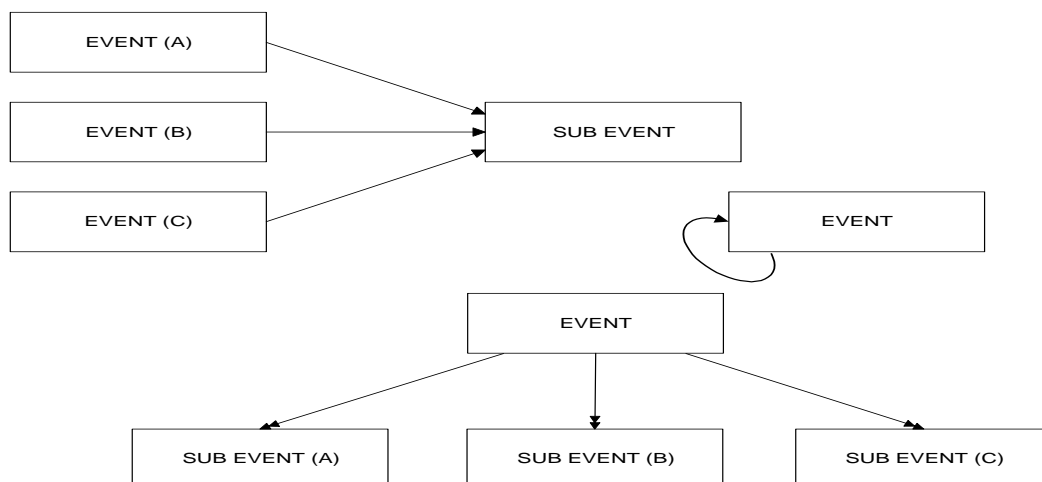 EVENT (A)
EVENT (B)
SUB EVENT
EVENT (C)
EVENT
EVENT
SUB EVENT (A)
SUB EVENT (B)
SUB EVENT (C)